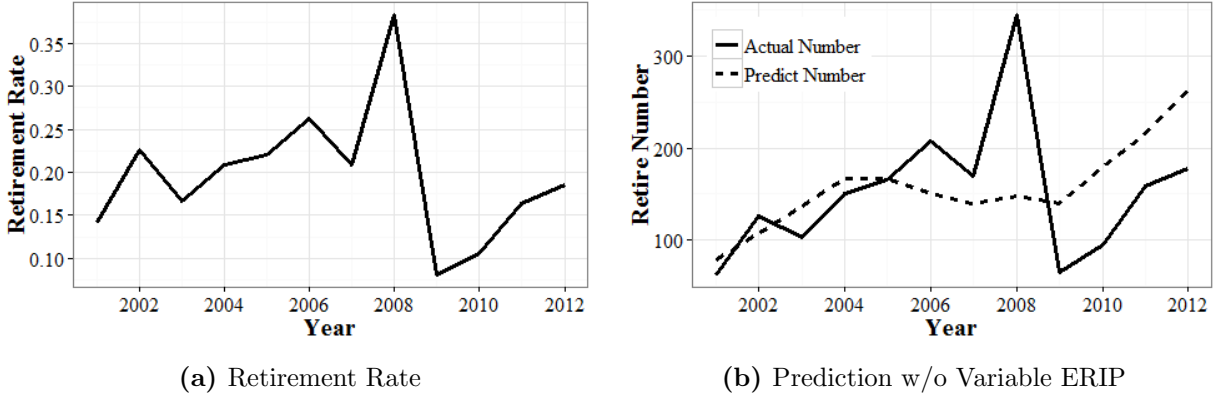 Retirement Rate
0.35
0.30
0.25
0.20
0.15
0.10
2002 2004 2006 2008 2010 2012
Year
(a) Retirement Rate
Retire Number
300
200
100
Actual Number
Predict Number
2002 2004 2006 2008 2010 2012
Year
(b) Prediction w/o Variable ERIP